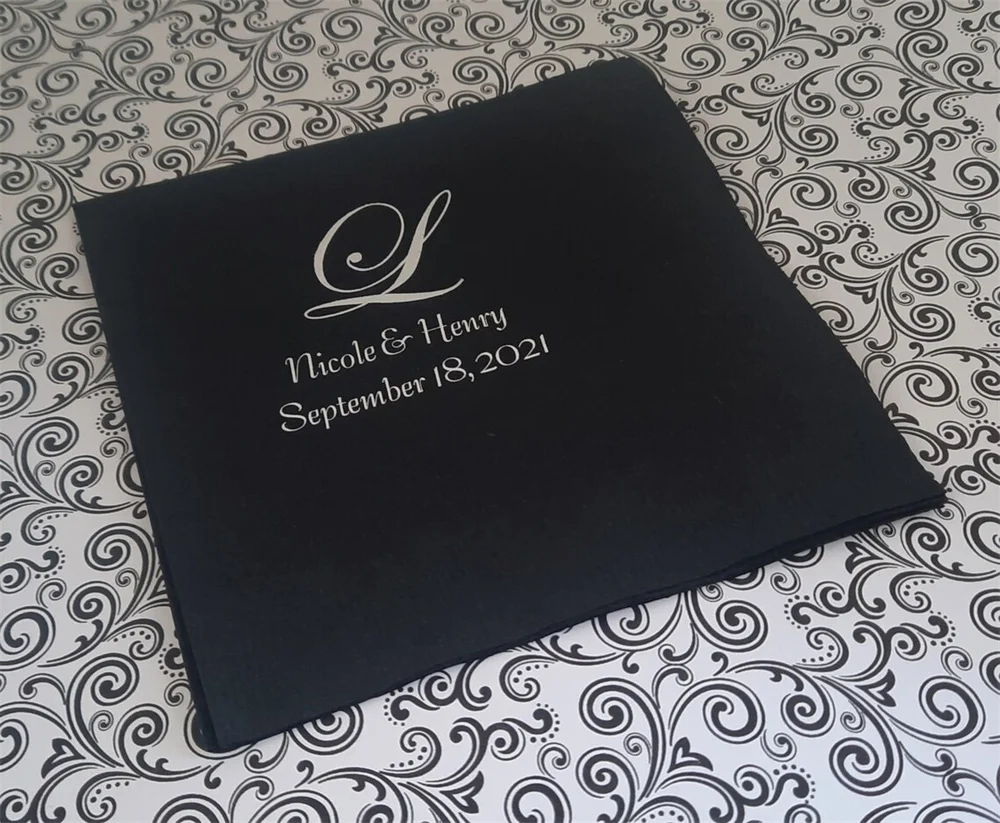 L
Nicole & Henry
September 18, 2021